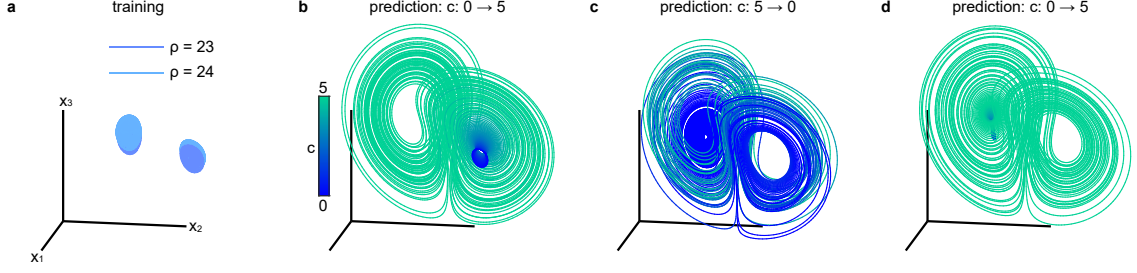 a training
ρ = 23
ρ = 24
x₃
x₂
x₁
b prediction: c: 0 → 5
5
c
0
c prediction: c: 5 → 0
d prediction: c: 0 → 5